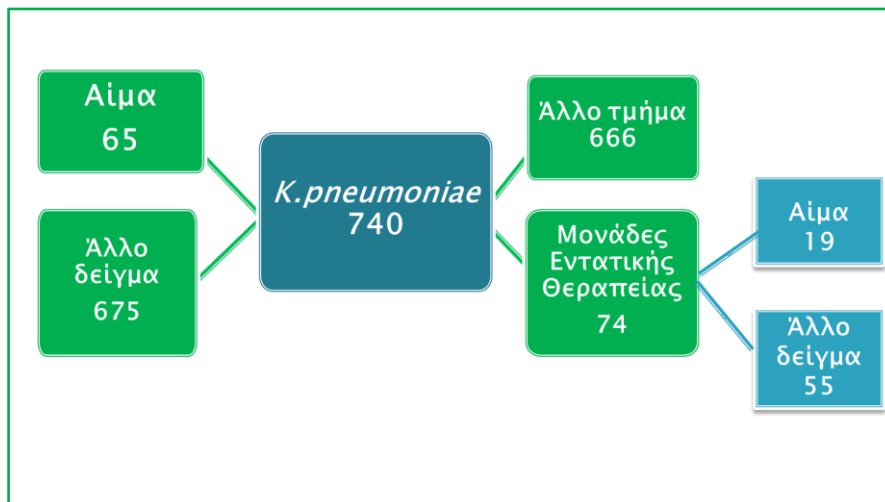 Αίμα
65
Άλλο
δείγμα
675
K.pneumoniae
740
Άλλο τμήμα
666
Μονάδες
Εντατικής
Θεραπείας
74
Αίμα
19
Άλλο
δείγμα
55